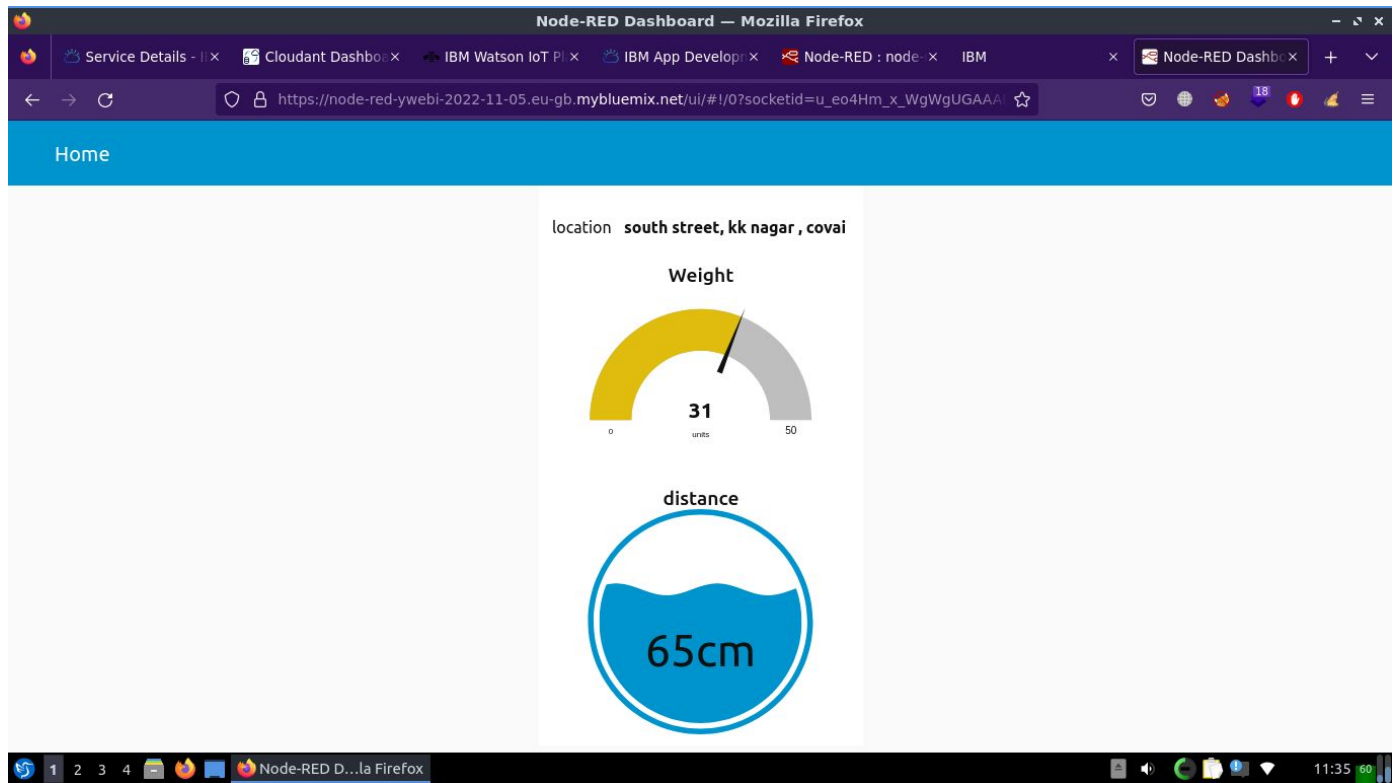 Node-RED Dashboard — Mozilla Firefox
Service Details - I
Cloudant Dashboa
IBM Watson IoT Pl
IBM App Developm
Node-RED : node-
IBM
Node-RED Dashbo
https://node-red-ywebi-2022-11-05.eu-gb.mybluemix.net/ui/#!/0?socketid=u_eo4Hm_x_WgWgUGAAA
18
Home
location south street, kk nagar , covai
Weight
31
0 units 50
distance
65cm
1 2 3 4 Node-RED D...la Firefox 11:35 60